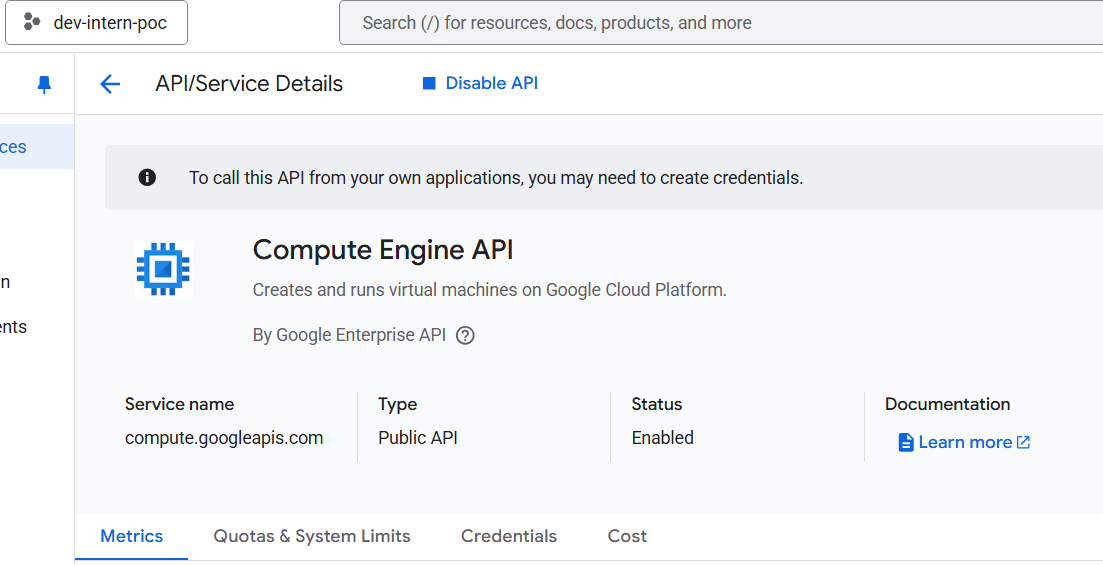 dev-intern-poc
Search (/) for resources, docs, products, and more
API/Service Details
Disable API
ces
To call this API from your own applications, you may need to create credentials.
Compute Engine API
Creates and runs virtual machines on Google Cloud Platform.
n
ents
By Google Enterprise API
Service name
compute.googleapis.com
Type
Public API
Status
Enabled
Documentation
Learn more
Metrics
Quotas & System Limits
Credentials
Cost